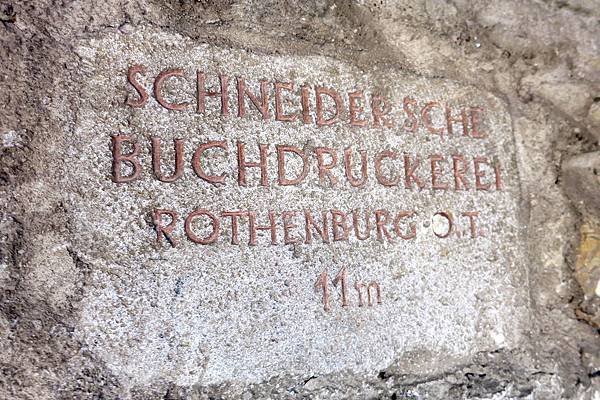 SCHNEIDER'SCHE
BUCHDRUCKEREI
ROTHENBURG·O.T.
11m